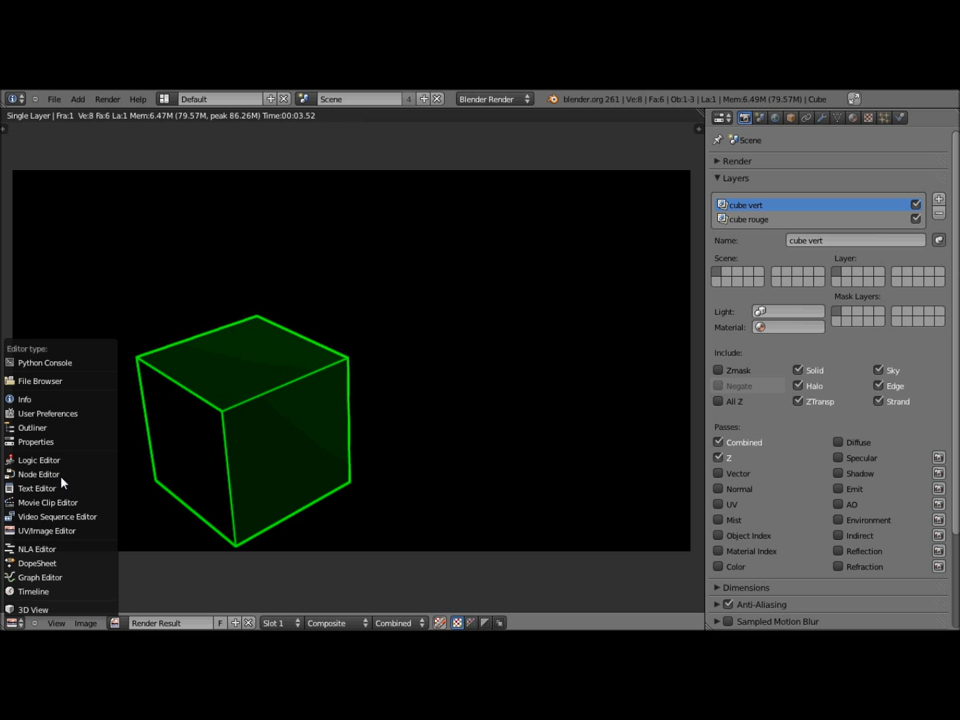 File Add Render Help Default Scene 4 Blender Render blender.org 261 | Ve:8 | Fa:6 | Ob:1-3 | La:1 | Mem:6.49M (79.57M) | Cube
Single Layer | Fra:1 Ve:8 Fa:6 La:1 Mem:6.47M (79.57M, peak 86.26M) Time:00:03.52
Scene
Render
Layers
cube vert
cube rouge
Name: cube vert
Scene: Layer:
Mask Layers:
Light:
Material:
Include:
Zmask Solid Sky
Negate Halo Edge
All Z ZTransp Strand
Passes:
Combined Diffuse
Z Specular
Vector Shadow
Normal Emit
UV AO
Mist Environment
Object Index Indirect
Material Index Reflection
Color Refraction
Dimensions
Anti-Aliasing
Sampled Motion Blur
Editor type:
Python Console
File Browser
Info
User Preferences
Outliner
Properties
Logic Editor
Node Editor
Text Editor
Movie Clip Editor
Video Sequence Editor
UV/Image Editor
NLA Editor
DopeSheet
Graph Editor
Timeline
3D View
View Image Render Result F Slot 1 Composite Combined